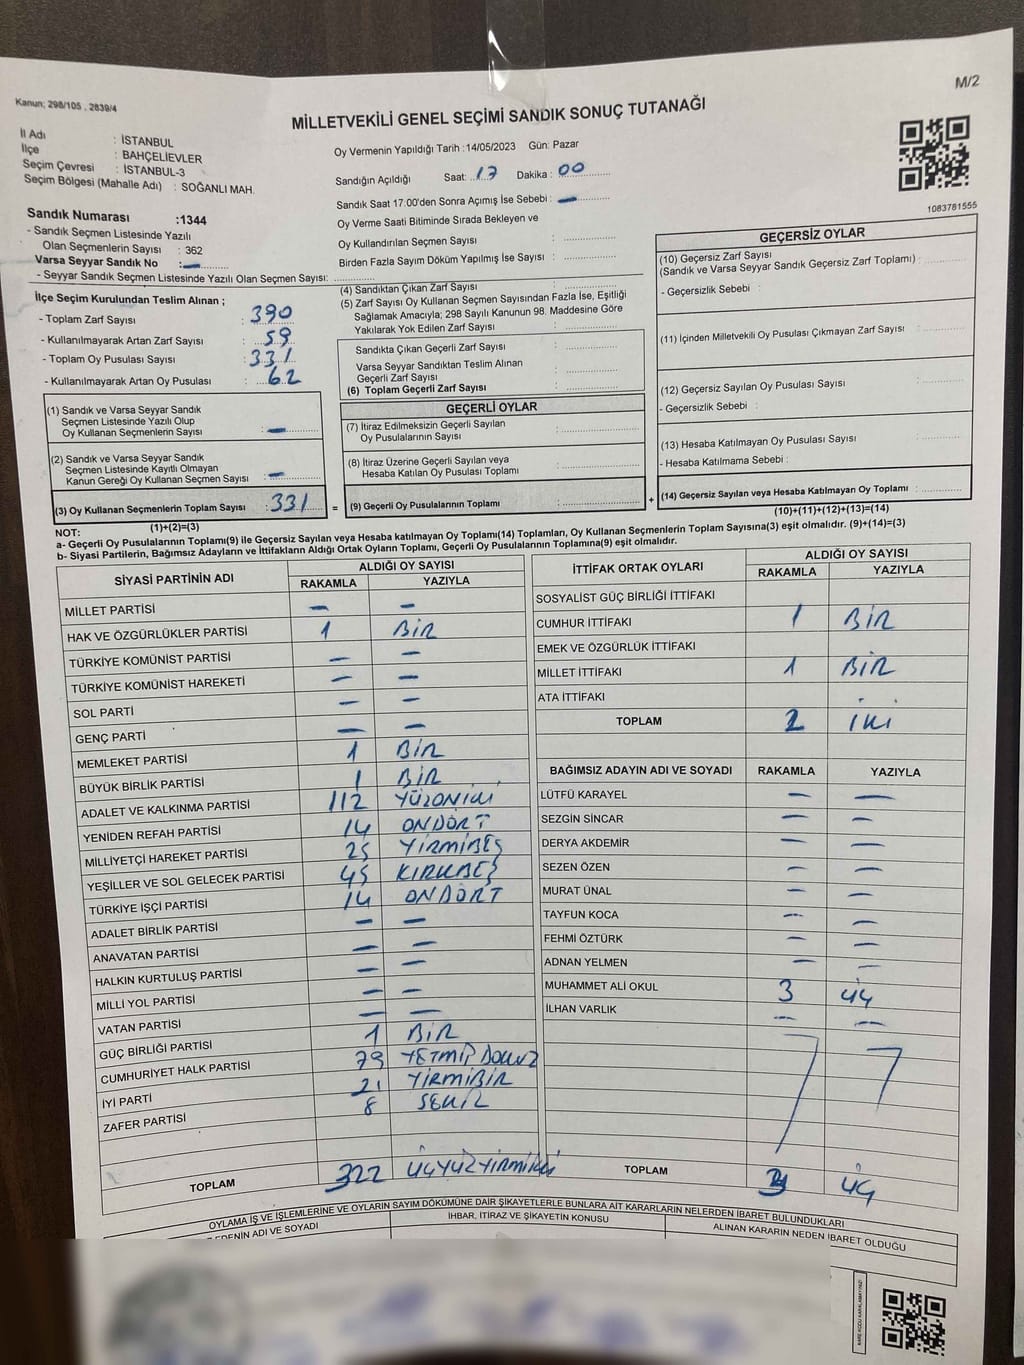 M/2
Kanun; 298/105 . 2839/4
MİLLETVEKİLİ GENEL SEÇİMİ SANDIK SONUÇ TUTANAĞI
İl Adı : İSTANBUL
İlçe : BAHÇELİEVLER
Seçim Çevresi : İSTANBUL-3
Seçim Bölgesi (Mahalle Adı) : SOĞANLI MAH.
Oy Vermenin Yapıldığı Tarih :14/05/2023 Gün: Pazar
Sandığın Açıldığı Saat: 17 Dakika : 00
Sandık Saat 17:00'den Sonra Açımış İse Sebebi : —
Oy Verme Saati Bitiminde Sırada Bekleyen ve
Oy Kullandırılan Seçmen Sayısı :
Birden Fazla Sayım Döküm Yapılmış İse Sayısı :
1083781555
Sandık Numarası :1344
- Sandık Seçmen Listesinde Yazılı
Olan Seçmenlerin Sayısı : 362
Varsa Seyyar Sandık No : —
- Seyyar Sandık Seçmen Listesinde Yazılı Olan Seçmen Sayısı:
İlçe Seçim Kurulundan Teslim Alınan ;
- Toplam Zarf Sayısı : 390
- Kullanılmayarak Artan Zarf Sayısı : 59
- Toplam Oy Pusulası Sayısı : 331
- Kullanılmayarak Artan Oy Pusulası : 62
(1) Sandık ve Varsa Seyyar Sandık
Seçmen Listesinde Yazılı Olup
Oy Kullanan Seçmenlerin Sayısı : —
(2) Sandık ve Varsa Seyyar Sandık
Seçmen Listesinde Kayıtlı Olmayan
Kanun Gereği Oy Kullanan Seçmen Sayısı : —
(3) Oy Kullanan Seçmenlerin Toplam Sayısı : 331
(1)+(2)=(3)
(4) Sandıktan Çıkan Zarf Sayısı :
(5) Zarf Sayısı Oy Kullanan Seçmen Sayısından Fazla İse, Eşitliği
Sağlamak Amacıyla; 298 Sayılı Kanunun 98. Maddesine Göre
Yakılarak Yok Edilen Zarf Sayısı :
Sandıkta Çıkan Geçerli Zarf Sayısı :
Varsa Seyyar Sandıktan Teslim Alınan
Geçerli Zarf Sayısı :
(6) Toplam Geçerli Zarf Sayısı :
GEÇERLİ OYLAR
(7) İtiraz Edilmeksizin Geçerli Sayılan
Oy Pusulalarının Sayısı :
(8) İtiraz Üzerine Geçerli Sayılan veya
Hesaba Katılan Oy Pusulası Toplamı :
= (9) Geçerli Oy Pusulalarının Toplamı :
GEÇERSİZ OYLAR
(10) Geçersiz Zarf Sayısı
(Sandık ve Varsa Seyyar Sandık Geçersiz Zarf Toplamı) :
- Geçersizlik Sebebi :
(11) İçinden Milletvekili Oy Pusulası Çıkmayan Zarf Sayısı :
(12) Geçersiz Sayılan Oy Pusulası Sayısı :
- Geçersizlik Sebebi :
(13) Hesaba Katılmayan Oy Pusulası Sayısı :
- Hesaba Katılmama Sebebi :
+ (14) Geçersiz Sayılan veya Hesaba Katılmayan Oy Toplamı :
(10)+(11)+(12)+(13)=(14)
NOT:
a- Geçerli Oy Pusulalarının Toplamı(9) ile Geçersiz Sayılan veya Hesaba katılmayan Oy Toplamı(14) Toplamları, Oy Kullanan Seçmenlerin Toplam Sayısına(3) eşit olmalıdır. (9)+(14)=(3)
b- Siyasi Partilerin, Bağımsız Adayların ve İttifakların Aldığı Ortak Oyların Toplamı, Geçerli Oy Pusulalarının Toplamına(9) eşit olmalıdır.
SİYASİ PARTİNİN ADI ALDIĞI OY SAYISI
RAKAMLA YAZIYLA
MİLLET PARTİSİ — —
HAK VE ÖZGÜRLÜKLER PARTİSİ 1 BİR
TÜRKİYE KOMÜNİST PARTİSİ — —
TÜRKİYE KOMÜNİST HAREKETİ — —
SOL PARTİ — —
GENÇ PARTİ — —
MEMLEKET PARTİSİ 1 BİR
BÜYÜK BİRLİK PARTİSİ 1 BİR
ADALET VE KALKINMA PARTİSİ 112 YÜZONİKİ
YENİDEN REFAH PARTİSİ 14 ONDÖRT
MİLLİYETÇİ HAREKET PARTİSİ 25 YİRMİBEŞ
YEŞİLLER VE SOL GELECEK PARTİSİ 45 KIRKBEŞ
TÜRKİYE İŞÇİ PARTİSİ 14 ONDÖRT
ADALET BİRLİK PARTİSİ — —
ANAVATAN PARTİSİ — —
HALKIN KURTULUŞ PARTİSİ — —
MİLLİ YOL PARTİSİ — —
VATAN PARTİSİ — —
GÜÇ BİRLİĞİ PARTİSİ 1 BİR
CUMHURİYET HALK PARTİSİ 79 YETMİŞ DOKUZ
İYİ PARTİ 21 YİRMİBİR
ZAFER PARTİSİ 8 SEKİZ
TOPLAM 322 ÜÇYÜZYİRMİİKİ
İTTİFAK ORTAK OYLARI ALDIĞI OY SAYISI
RAKAMLA YAZIYLA
SOSYALİST GÜÇ BİRLİĞİ İTTİFAKI
CUMHUR İTTİFAKI 1 BİR
EMEK VE ÖZGÜRLÜK İTTİFAKI
MİLLET İTTİFAKI 1 BİR
ATA İTTİFAKI
TOPLAM 2 İKİ
BAĞIMSIZ ADAYIN ADI VE SOYADI RAKAMLA YAZIYLA
LÜTFÜ KARAYEL — —
SEZGİN SİNCAR — —
DERYA AKDEMİR — —
SEZEN ÖZEN — —
MURAT ÜNAL — —
TAYFUN KOCA — —
FEHMİ ÖZTÜRK — —
ADNAN YELMEN — —
MUHAMMET ALİ OKUL 3 ÜÇ
İLHAN VARLIK — —
TOPLAM 3 ÜÇ
OYLAMA İŞ VE İŞLEMLERİNE VE OYLARIN SAYIM DÖKÜMÜNE DAİR ŞİKAYETLERLE BUNLARA AİT KARARLARIN NELERDEN İBARET BULUNDUKLARI
ADI VE SOYADI İHBAR, İTİRAZ VE ŞİKAYETİN KONUSU ALINAN KARARIN NEDEN İBARET OLDUĞU